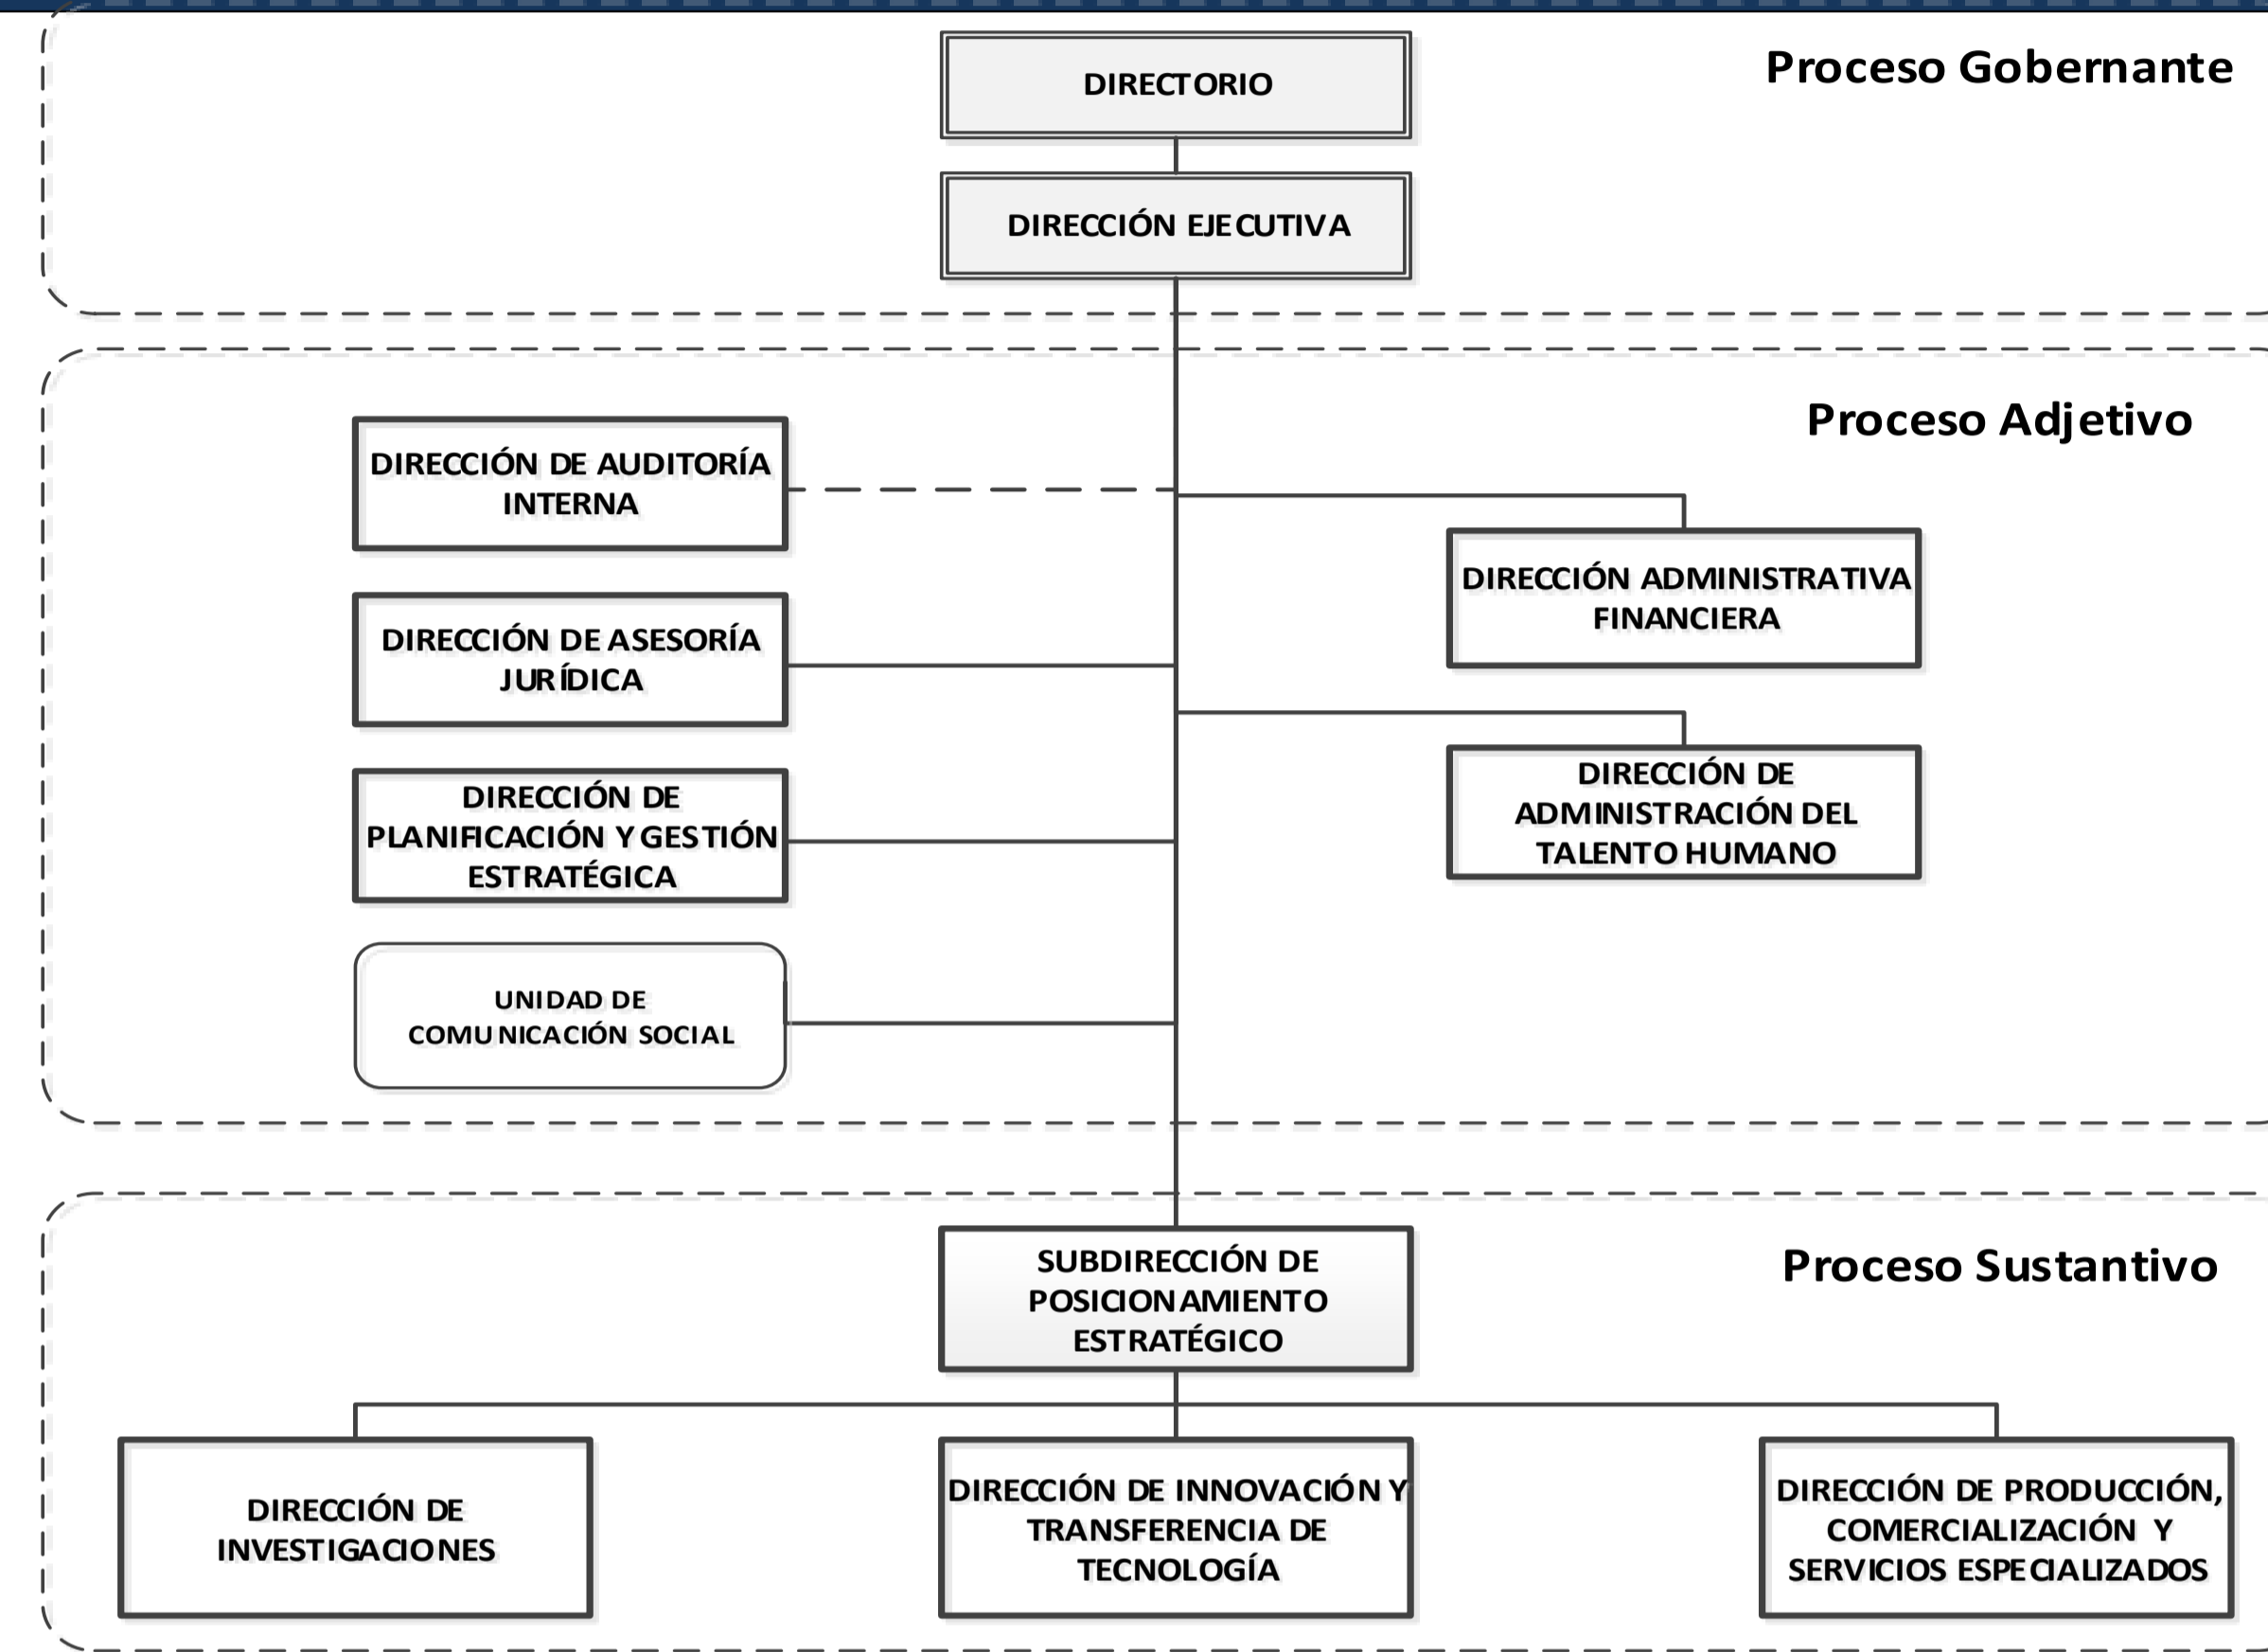 Proceso Gobernante
DIRECTORIO
DIRECCIÓN EJECUTIVA
Proceso Adjetivo
DIRECCIÓN DE AUDITORÍA
INTERNA
DIRECCIÓN ADMINISTRATIVA
FINANCIERA
DIRECCIÓN DE ASESORÍA
JURÍDICA
DIRECCIÓN DE
ADMINISTRACIÓN DEL
TALENTO HUMANO
DIRECCIÓN DE
PLANIFICACIÓN Y GESTIÓN
ESTRATÉGICA
UNIDAD DE
COMUNICACIÓN SOCIAL
Proceso Sustantivo
SUBDIRECCIÓN DE
POSICIONAMIENTO
ESTRATÉGICO
DIRECCIÓN DE
INVESTIGACIONES
DIRECCIÓN DE INNOVACIÓN Y
TRANSFERENCIA DE
TECNOLOGÍA
DIRECCIÓN DE PRODUCCIÓN,
COMERCIALIZACIÓN Y
SERVICIOS ESPECIALIZADOS